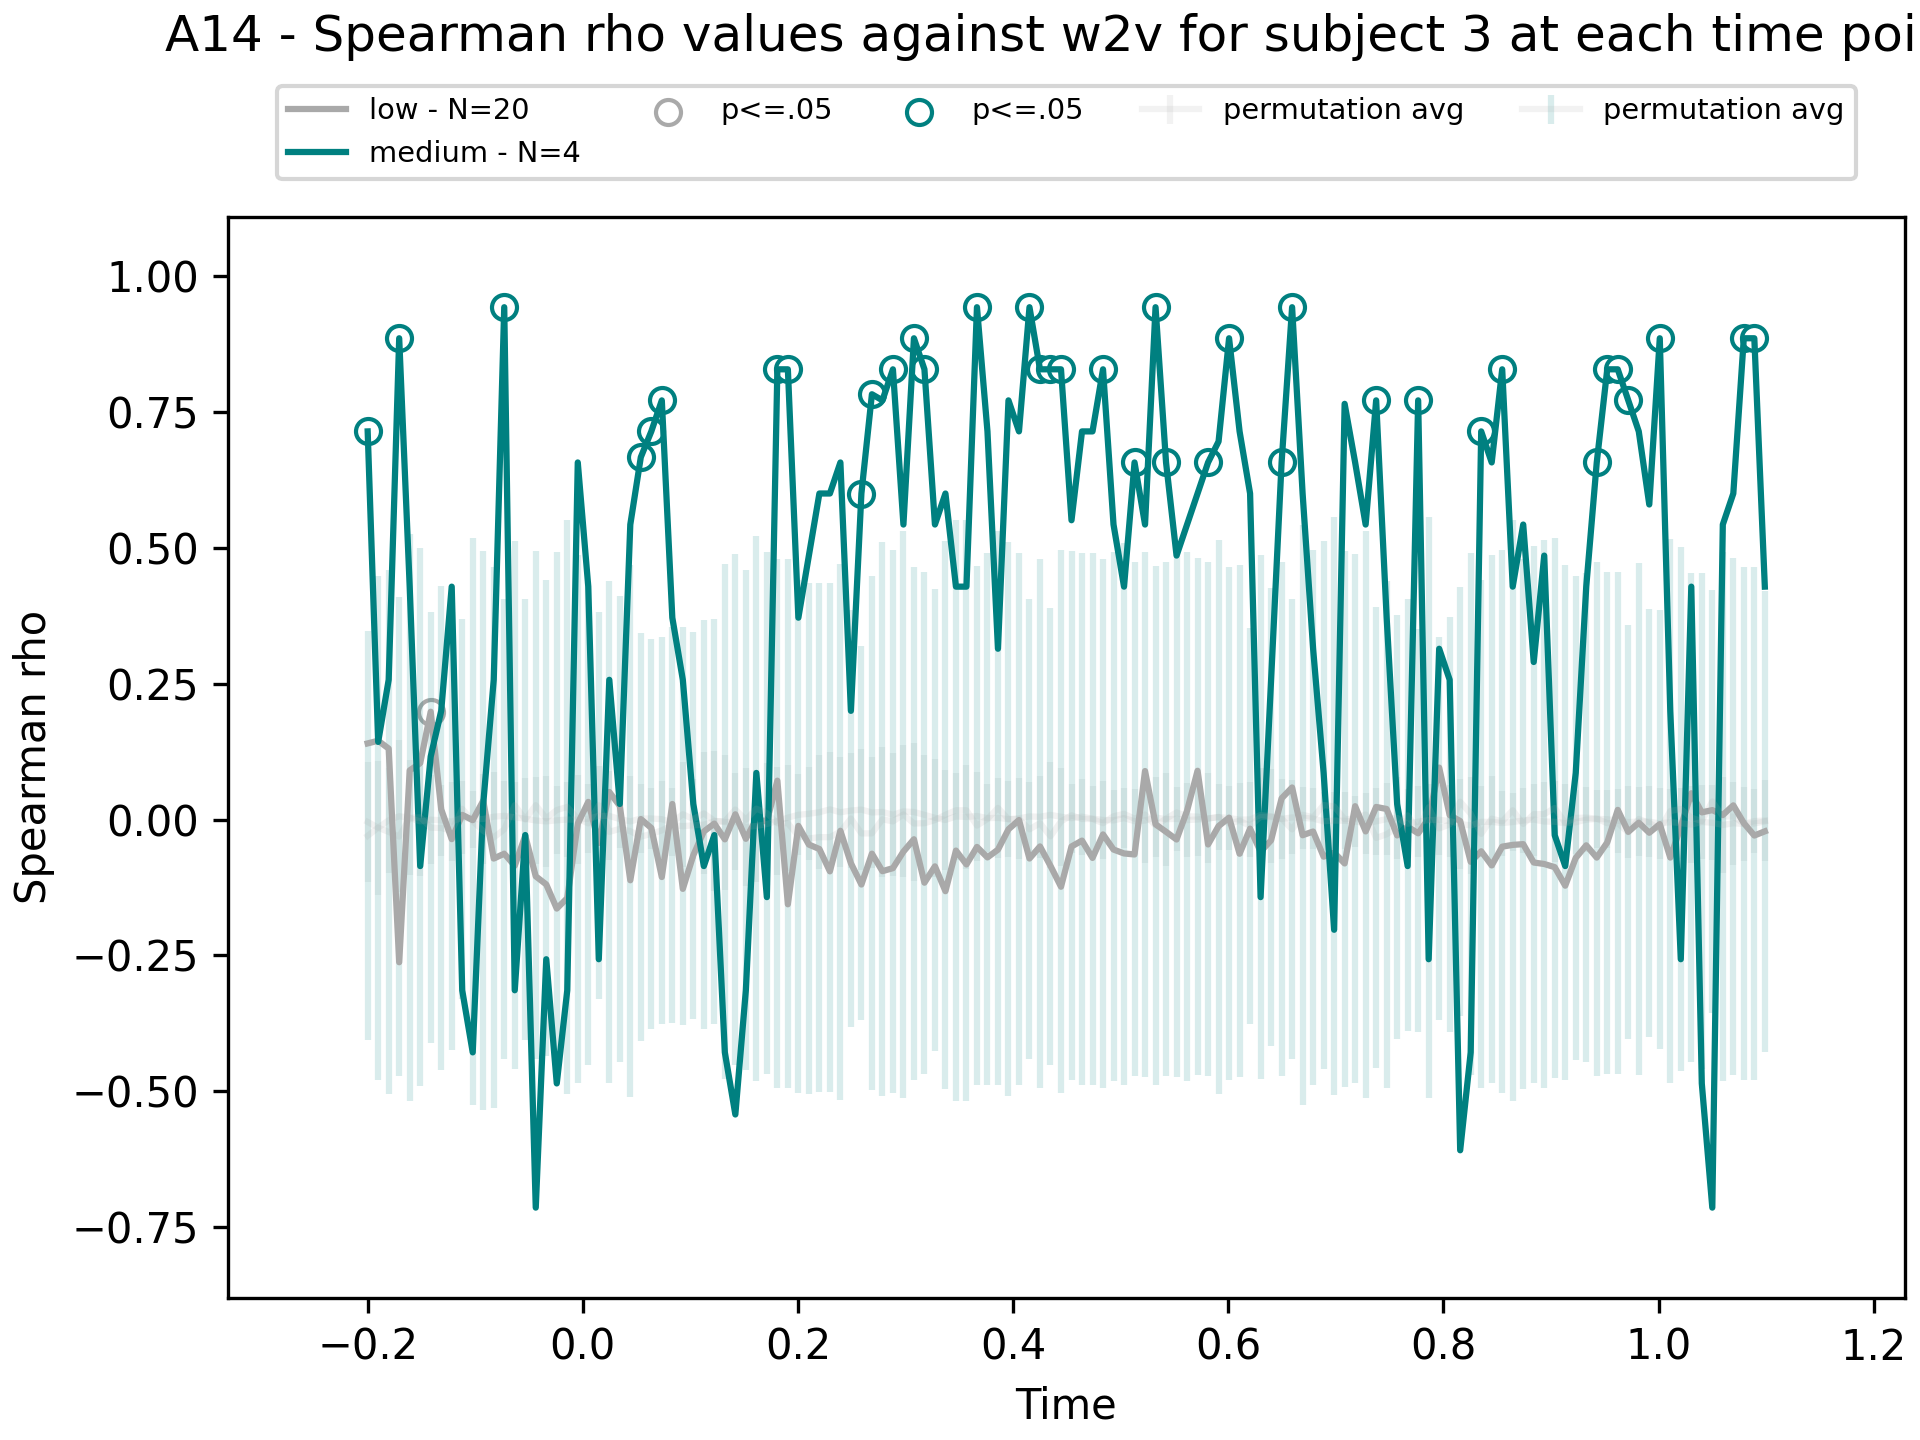 A14 - Spearman rho values against w2v for subject 3 at each time poi
low - N=20 p<=.05 p<=.05 permutation avg permutation avg
medium - N=4
1.00
0.75
0.50
0.25
0.00
−0.25
−0.50
−0.75
Spearman rho
−0.2 0.0 0.2 0.4 0.6 0.8 1.0 1.2
Time